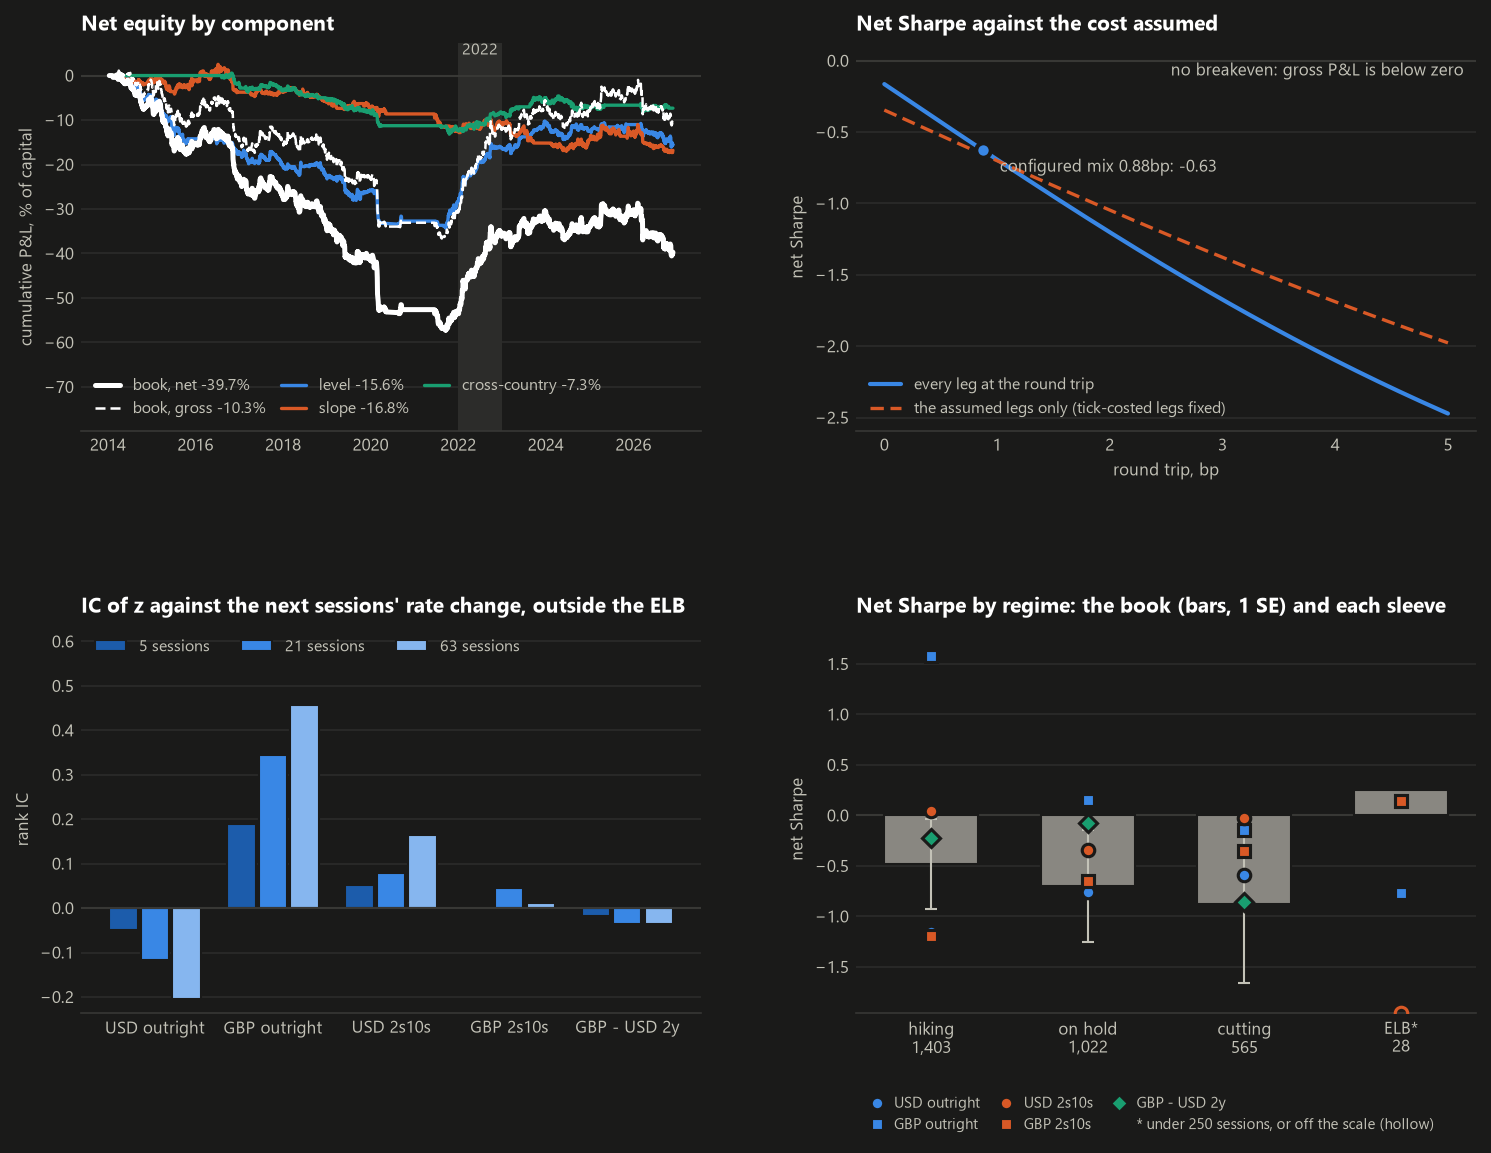 Net equity by component
2022
0
−10
−20
−30
−40
−50
−60
−70
cumulative P&L, % of capital
book, net -39.7%
level -15.6%
cross-country -7.3%
book, gross -10.3%
slope -16.8%
2014
2016
2018
2020
2022
2024
2026
Net Sharpe against the cost assumed
0.0
−0.5
−1.0
−1.5
−2.0
−2.5
net Sharpe
no breakeven: gross P&L is below zero
configured mix 0.88bp: -0.63
every leg at the round trip
the assumed legs only (tick-costed legs fixed)
0
1
2
3
4
5
round trip, bp
IC of z against the next sessions' rate change, outside the ELB
0.6
0.5
0.4
0.3
0.2
0.1
0.0
−0.1
−0.2
rank IC
5 sessions
21 sessions
63 sessions
USD outright
GBP outright
USD 2s10s
GBP 2s10s
GBP - USD 2y
Net Sharpe by regime: the book (bars, 1 SE) and each sleeve
1.5
1.0
0.5
0.0
−0.5
−1.0
−1.5
net Sharpe
hiking
1,403
on hold
1,022
cutting
565
ELB*
28
USD outright
USD 2s10s
GBP - USD 2y
GBP outright
GBP 2s10s
* under 250 sessions, or off the scale (hollow)